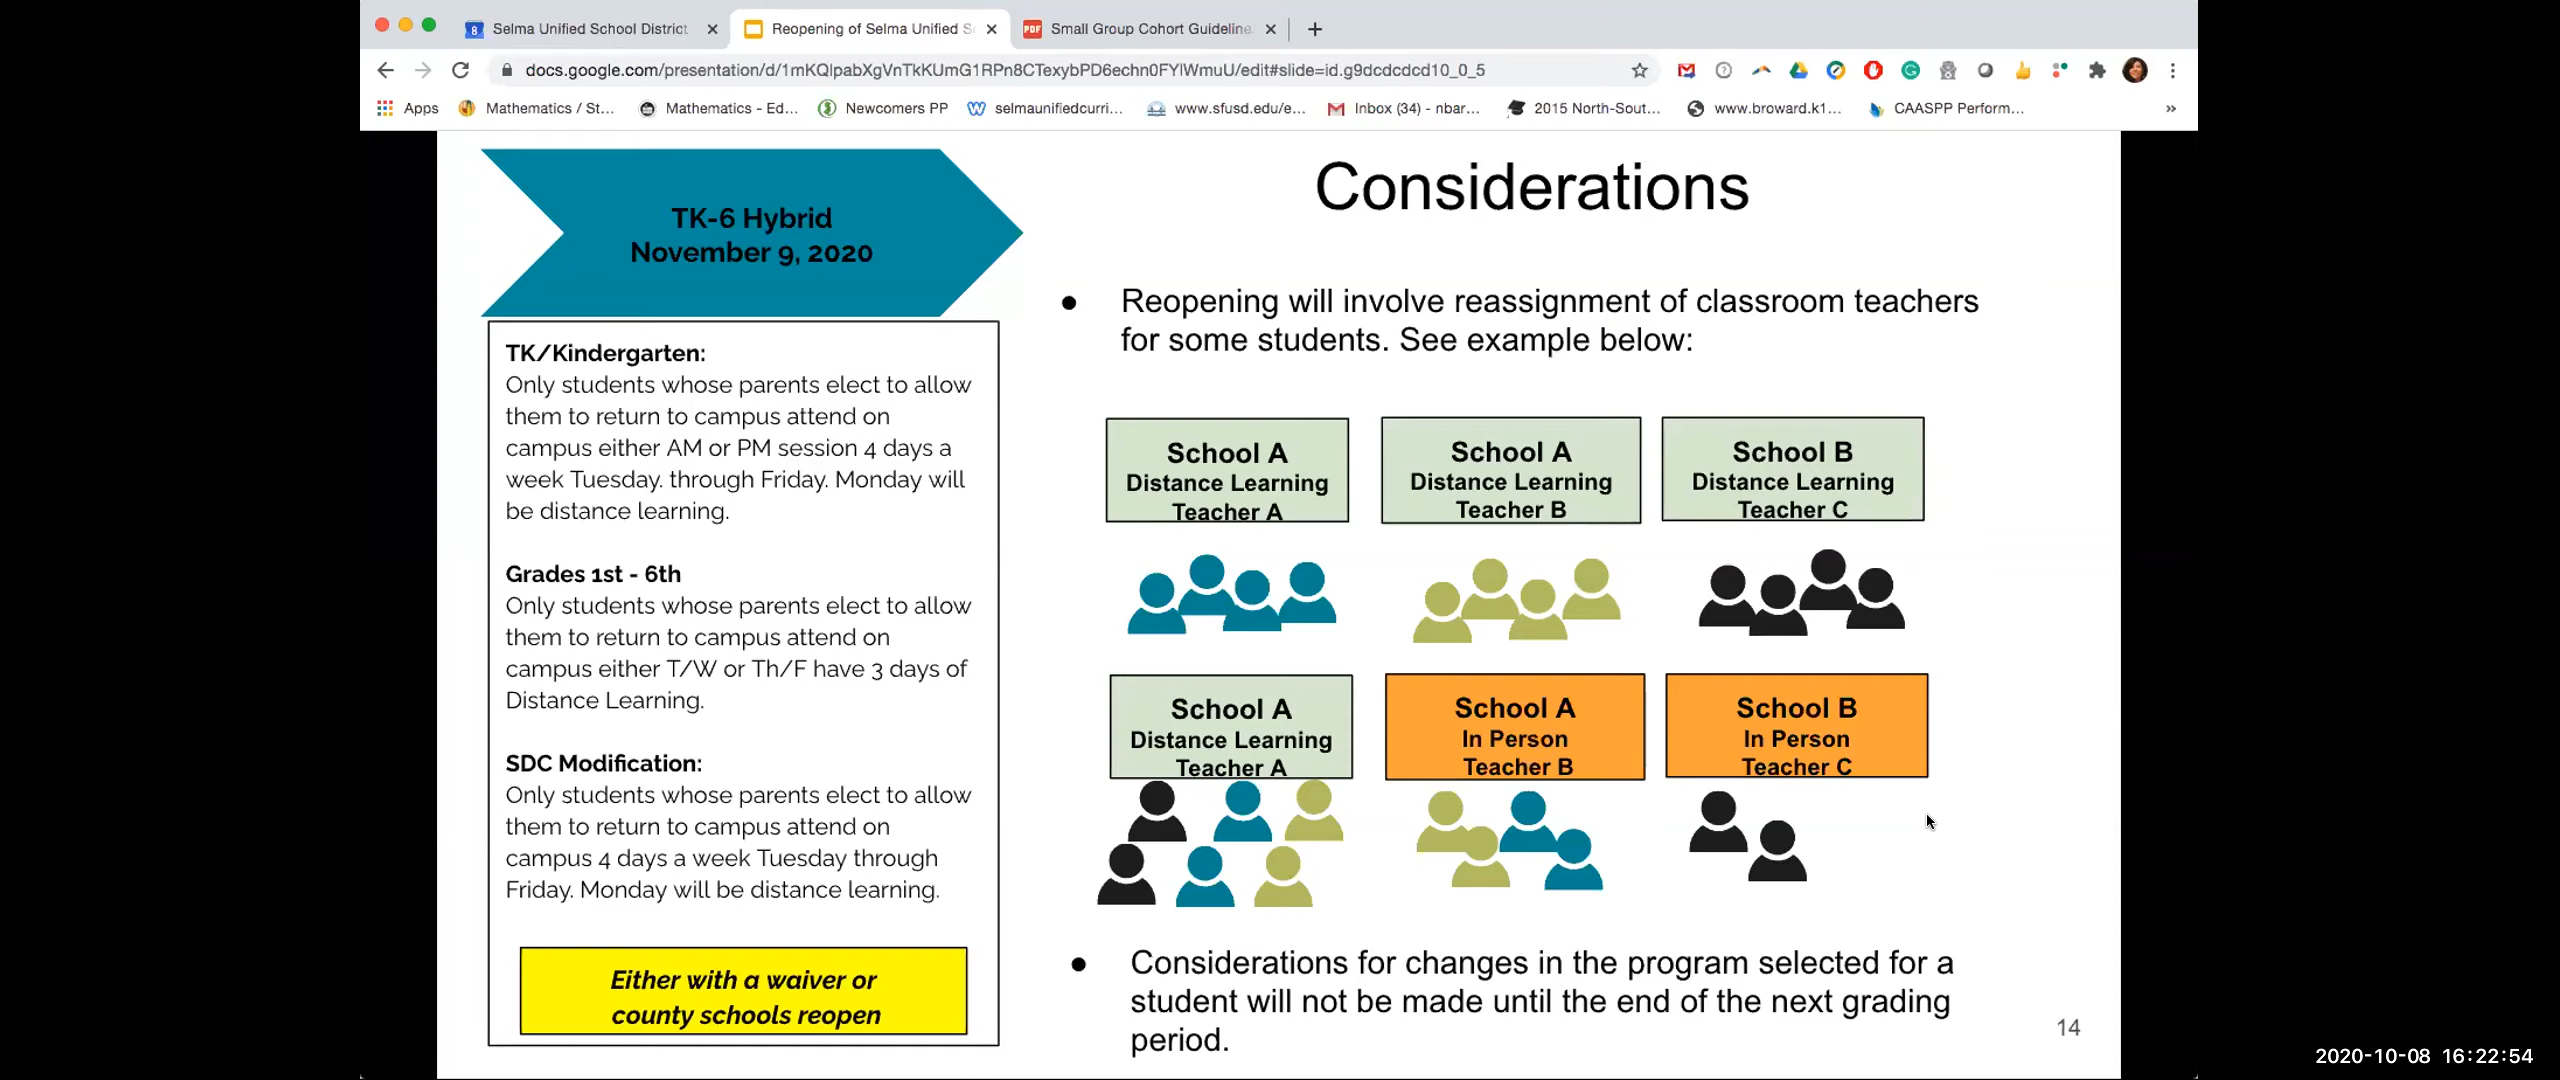 Selma Unified School District
Reopening of Selma Unified S
Small Group Cohort Guideline
docs.google.com/presentation/d/1mKQlpabXgVnTkKUmG1RPn8CTexybPD6echn0FYlWmuU/edit#slide=id.g9dcdcdcd10_0_5
Apps
Mathematics / St...
Mathematics - Ed...
Newcomers PP
selmaunifiedcurri...
www.sfusd.edu/e...
Inbox (34) - nbar...
2015 North-Sout...
www.broward.k1...
CAASPP Perform...
»
TK-6 Hybrid
November 9, 2020
TK/Kindergarten:
Only students whose parents elect to allow
them to return to campus attend on
campus either AM or PM session 4 days a
week Tuesday. through Friday. Monday will
be distance learning.
Grades 1st - 6th
Only students whose parents elect to allow
them to return to campus attend on
campus either T/W or Th/F have 3 days of
Distance Learning.
SDC Modification:
Only students whose parents elect to allow
them to return to campus attend on
campus 4 days a week Tuesday through
Friday. Monday will be distance learning.
Either with a waiver or
county schools reopen
Considerations
● Reopening will involve reassignment of classroom teachers
for some students. See example below:
School A
Distance Learning
Teacher A
School A
Distance Learning
Teacher B
School B
Distance Learning
Teacher C
School A
Distance Learning
Teacher A
School A
In Person
Teacher B
School B
In Person
Teacher C
● Considerations for changes in the program selected for a
student will not be made until the end of the next grading
period.
14
2020-10-08 16:22:54